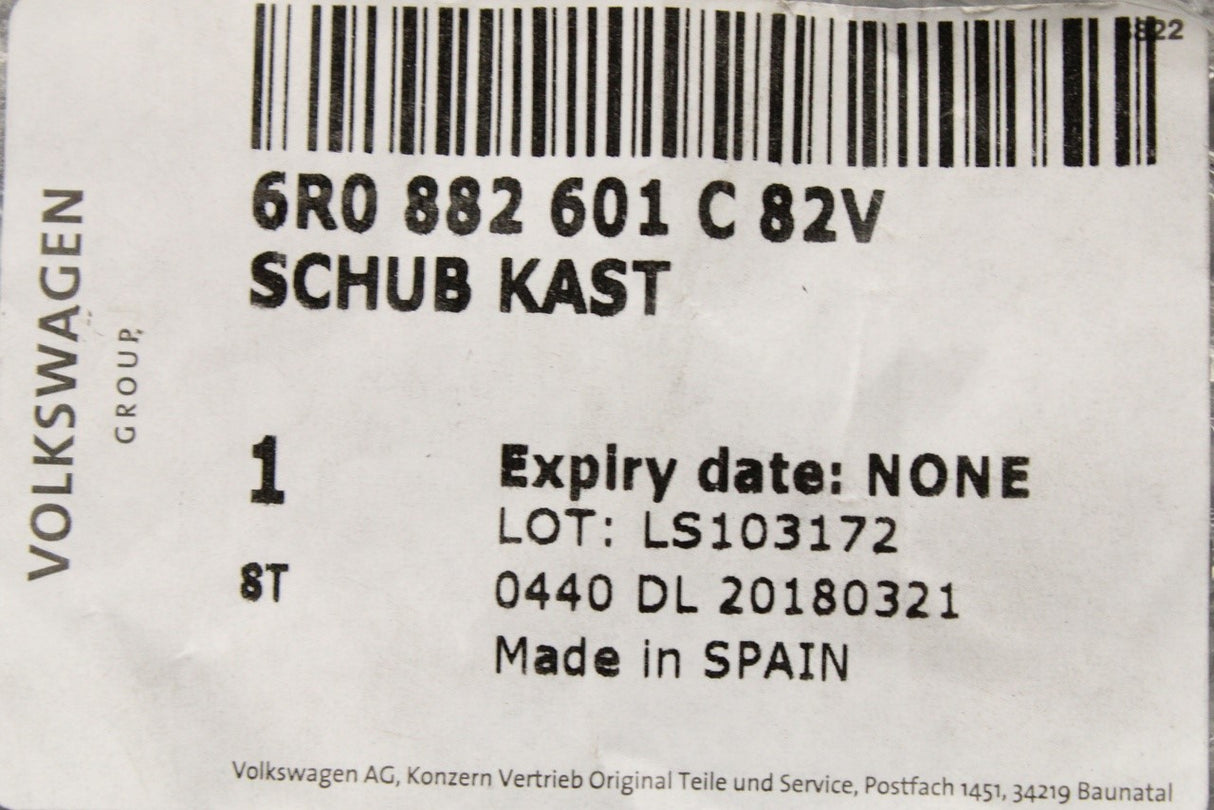 6R0 882 601 C 82V
SCHUB KAST
VOLKSWAGEN
GROUP
1
Expiry date: NONE
LOT: LS103172
ST
0440 DL 20180321
Made in SPAIN
Volkswagen AG, Konzern Vertrieb Original Teile und Service, Postfach 1451, 34219 Baunatal